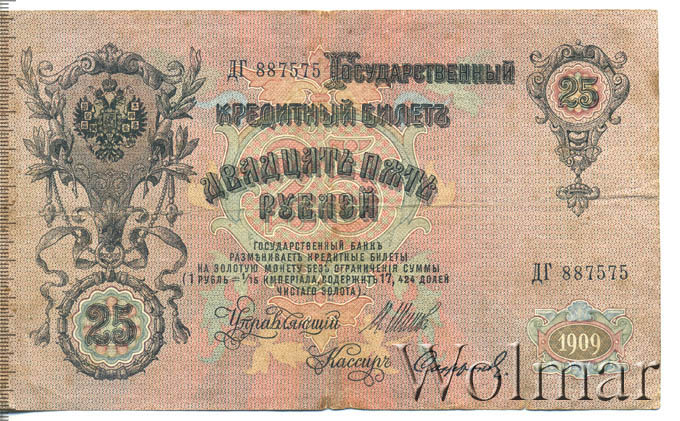 ДГ 887575 Государственный
кредитный билетъ
двадцать пять
рублей
25
ГОСУДАРСТВЕННЫЙ БАНКЪ
РАЗМѢНИВАЕТЪ КРЕДИТНЫЕ БИЛЕТЫ
НА ЗОЛОТУЮ МОНЕТУ БЕЗЪ ОГРАНИЧЕНІЯ СУММЫ
(1 РУБЛЬ = 1/15 ИМПЕРІАЛА, СОДЕРЖИТЪ 17,424 ДОЛЕЙ
ЧИСТАГО ЗОЛОТА)
ДГ 887575
25
Управляющій
Кассиръ
1909
Wolmar